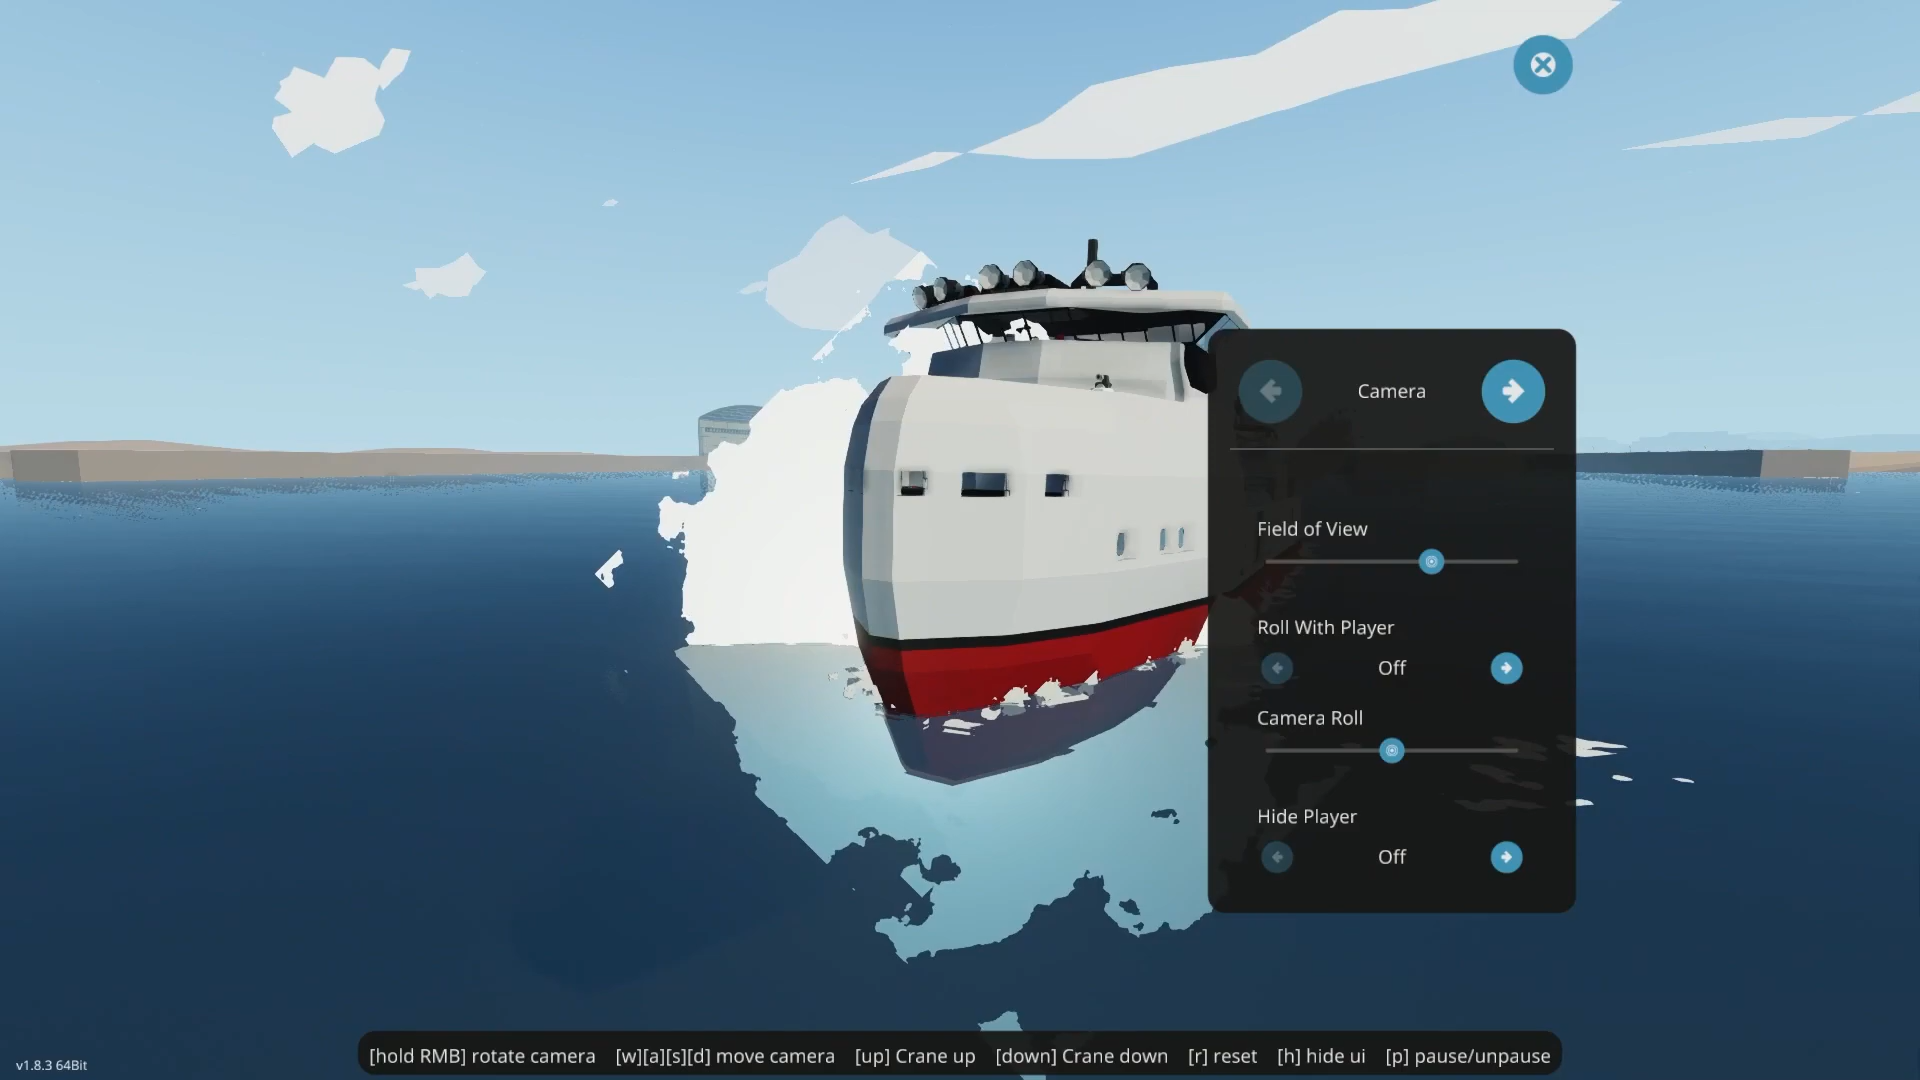 Camera
Field of View
Roll With Player
Off
Camera Roll
Hide Player
Off
[hold RMB] rotate camera [w][a][s][d] move camera [up] Crane up [down] Crane down [r] reset [h] hide ui [p] pause/unpause
v1.8.3 64Bit